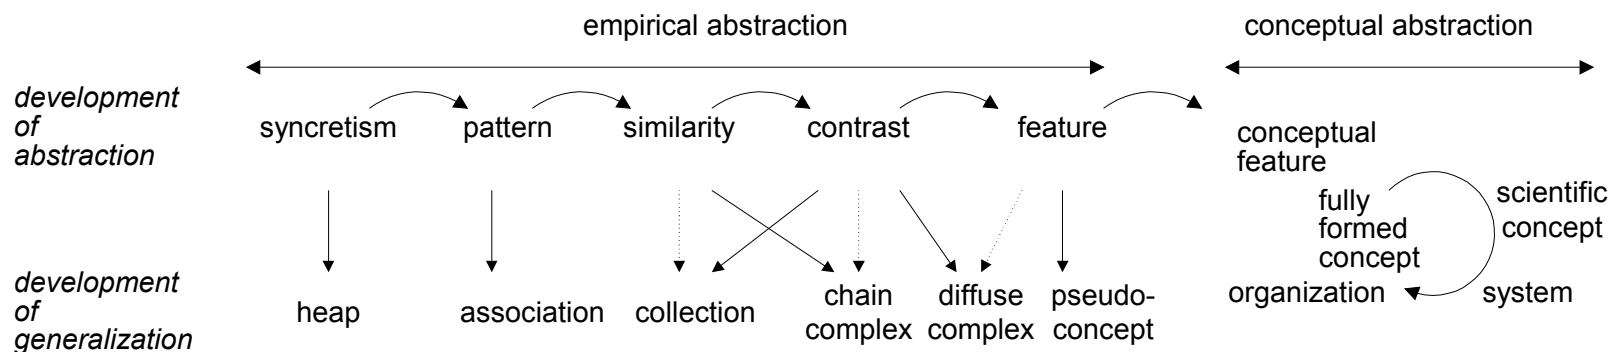 empirical abstraction
conceptual abstraction
development
of
abstraction
syncretism
pattern
similarity
contrast
feature
conceptual
feature
fully
formed
concept
scientific
concept
development
of
generalization
heap
association
collection
chain
complex
diffuse
complex
pseudo-
concept
organization
system